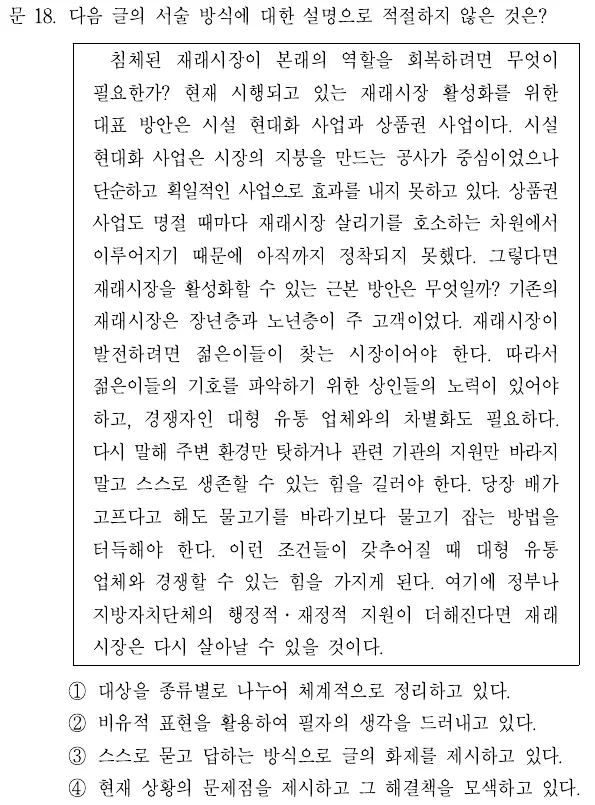 문 18. 다음 글의 서술 방식에 대한 설명으로 적절하지 않은 것은?
침체된 재래시장이 본래의 역할을 회복하려면 무엇이
필요한가? 현재 시행되고 있는 재래시장 활성화를 위한
대표 방안은 시설 현대화 사업과 상품권 사업이다. 시설
현대화 사업은 시장의 지붕을 만드는 공사가 중심이었으나
단순하고 획일적인 사업으로 효과를 내지 못하고 있다. 상품권
사업도 명절 때마다 재래시장 살리기를 호소하는 차원에서
이루어지기 때문에 아직까지 정착되지 못했다. 그렇다면
재래시장을 활성화할 수 있는 근본 방안은 무엇일까? 기존의
재래시장은 장년층과 노년층이 주 고객이었다. 재래시장이
발전하려면 젊은이들이 찾는 시장이어야 한다. 따라서
젊은이들의 기호를 파악하기 위한 상인들의 노력이 있어야
하고, 경쟁자인 대형 유통 업체와의 차별화도 필요하다.
다시 말해 주변 환경만 탓하거나 관련 기관의 지원만 바라지
말고 스스로 생존할 수 있는 힘을 길러야 한다. 당장 배가
고프다고 해도 물고기를 바라기보다 물고기 잡는 방법을
터득해야 한다. 이런 조건들이 갖추어질 때 대형 유통
업체와 경쟁할 수 있는 힘을 가지게 된다. 여기에 정부나
지방자치단체의 행정적·재정적 지원이 더해진다면 재래
시장은 다시 살아날 수 있을 것이다.
① 대상을 종류별로 나누어 체계적으로 정리하고 있다.
② 비유적 표현을 활용하여 필자의 생각을 드러내고 있다.
③ 스스로 묻고 답하는 방식으로 글의 화제를 제시하고 있다.
④ 현재 상황의 문제점을 제시하고 그 해결책을 모색하고 있다.